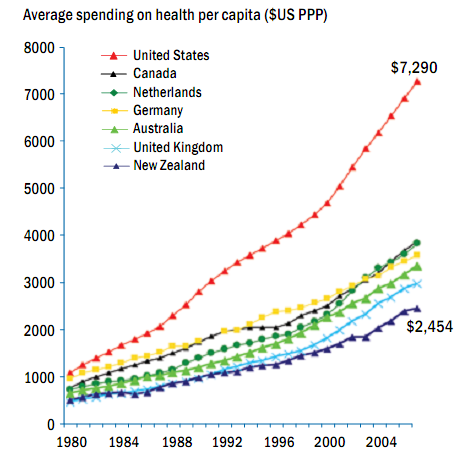 Average spending on health per capita ($US PPP)
8000
7000
6000
5000
4000
3000
2000
1000
0
United States
Canada
Netherlands
Germany
Australia
United Kingdom
New Zealand
$7,290
$2,454
1980 1984 1988 1992 1996 2000 2004